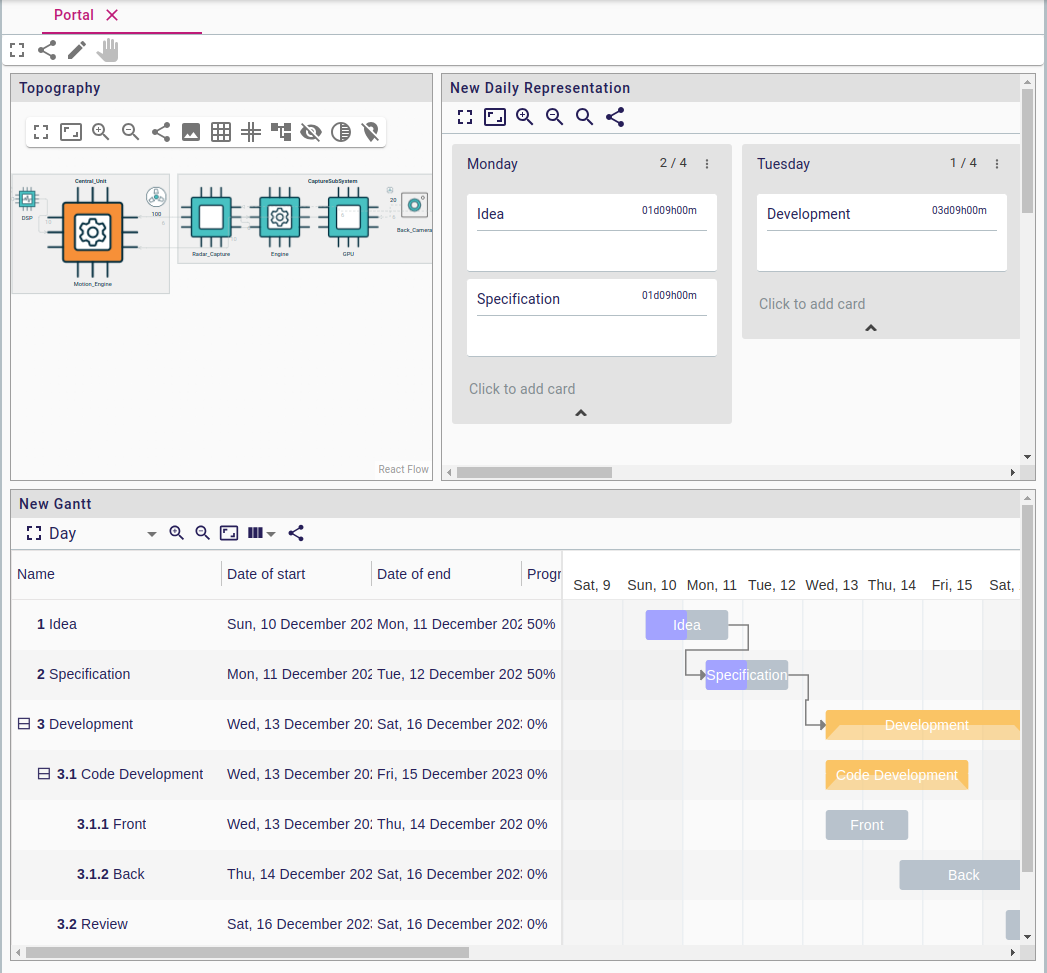 Portal
Topography
Central_Unit
DSP
100
Motion_Engine
CaptureSubSystem
20
Radar_Capture
Engine
GPU
Back_Camera
React Flow
New Daily Representation
Monday 2 / 4
Idea 01d09h00m
Specification 01d09h00m
Click to add card
Tuesday 1 / 4
Development 03d09h00m
Click to add card
New Gantt
Day
Name Date of start Date of end Progr
Sat, 9 Sun, 10 Mon, 11 Tue, 12 Wed, 13 Thu, 14 Fri, 15 Sat,
1 Idea Sun, 10 December 202 Mon, 11 December 202 50% Idea
2 Specification Mon, 11 December 202 Tue, 12 December 202 50% Specification
3 Development Wed, 13 December 202 Sat, 16 December 202 0% Development
3.1 Code Development Wed, 13 December 202 Fri, 15 December 2023 0% Code Development
3.1.1 Front Wed, 13 December 202 Thu, 14 December 202 0% Front
3.1.2 Back Thu, 14 December 202 Sat, 16 December 202 0% Back
3.2 Review Sat, 16 December 202 Sat, 16 December 202 0%